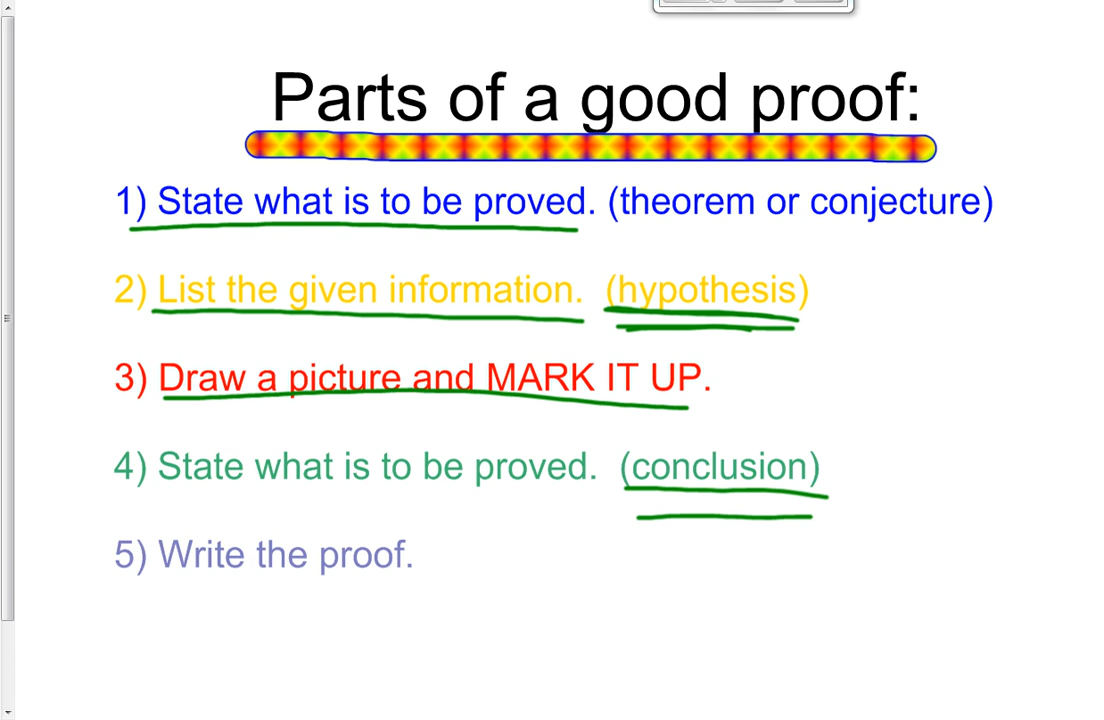 Parts of a good proof:
1) State what is to be proved. (theorem or conjecture)
2) List the given information. (hypothesis)
3) Draw a picture and MARK IT UP.
4) State what is to be proved. (conclusion)
5) Write the proof.